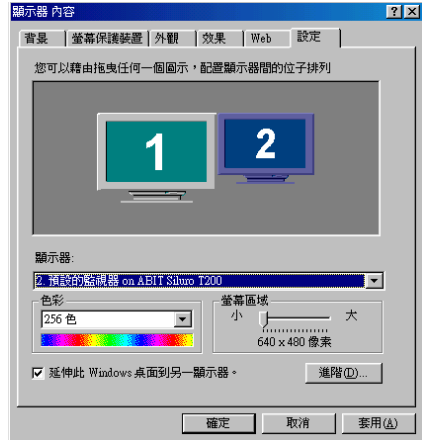 顯示器 內容
背景 螢幕保護裝置 外觀 效果 Web 設定
您可以藉由拖曳任何一個圖示,配置顯示器間的位子排列
1 2
顯示器:
2. 預設的監視器 on ABIT Siluro T200
色彩 螢幕區域
256 色 小 大
640 x 480 像素
延伸此 Windows 桌面到另一顯示器。 進階(D)...
確定 取消 套用(A)